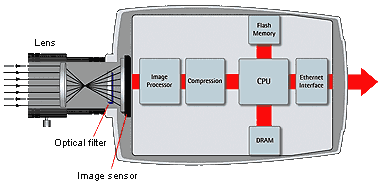 Lens
Flash
Memory
Image
Processor
Compression
CPU
Ethernet
Interface
Optical filter
DRAM
Image sensor